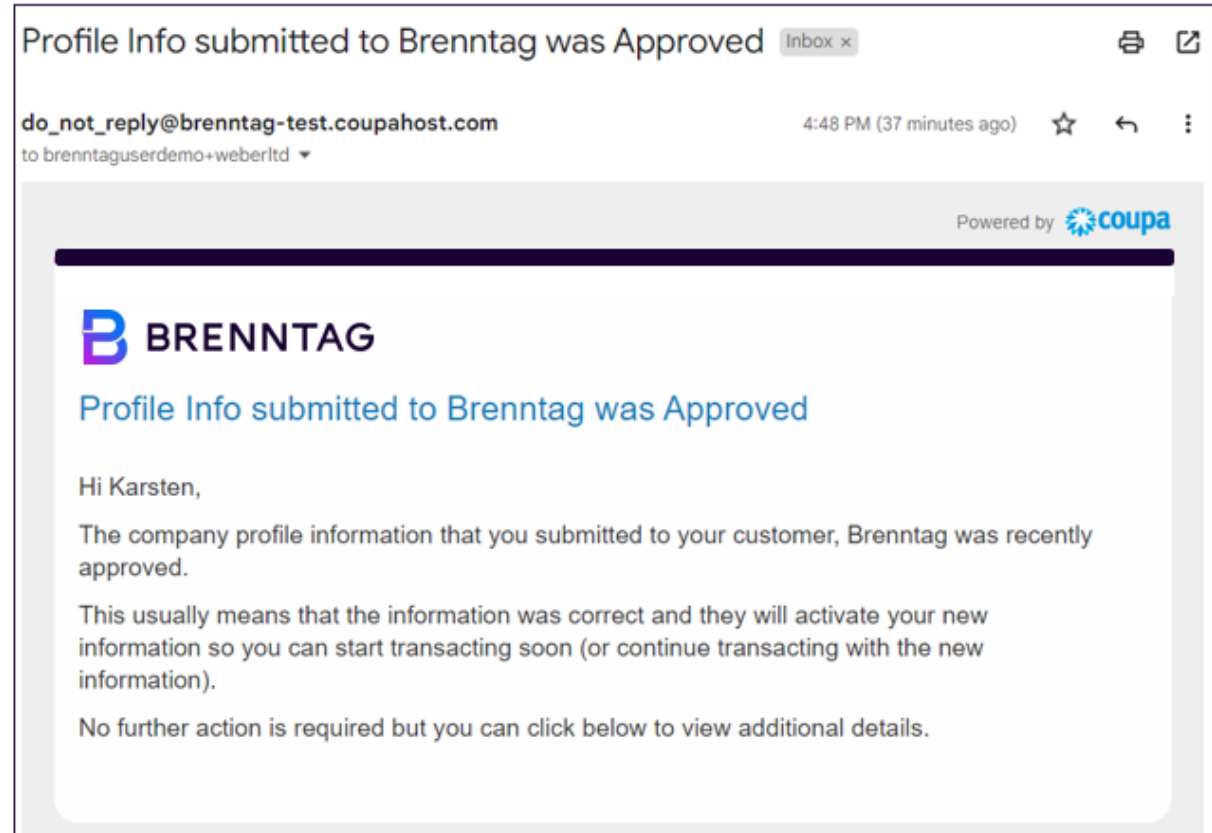 Profile Info submitted to Brenntag was Approved Inbox ×
do_not_reply@brenntag-test.coupahost.com 4:48 PM (37 minutes ago)
to brenntaguserdemo+weberltd
Powered by coupa
BRENNTAG
Profile Info submitted to Brenntag was Approved
Hi Karsten,
The company profile information that you submitted to your customer, Brenntag was recently
approved.
This usually means that the information was correct and they will activate your new
information so you can start transacting soon (or continue transacting with the new
information).
No further action is required but you can click below to view additional details.